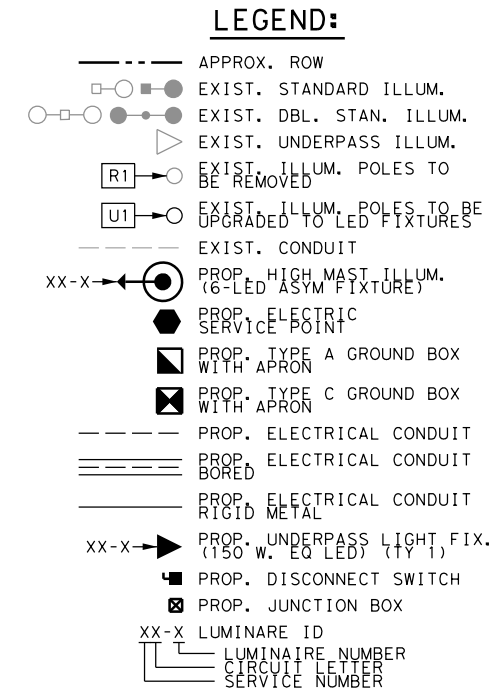 LEGEND:
APPROX. ROW
EXIST. STANDARD ILLUM.
EXIST. DBL. STAN. ILLUM.
EXIST. UNDERPASS ILLUM.
R1 EXIST. ILLUM. POLES TO
BE REMOVED
U1 EXIST. ILLUM. POLES TO BE
UPGRADED TO LED FIXTURES
EXIST. CONDUIT
XX-X PROP. HIGH MAST ILLUM.
(6-LED ASYM FIXTURE)
PROP. ELECTRIC
SERVICE POINT
PROP. TYPE A GROUND BOX
WITH APRON
PROP. TYPE C GROUND BOX
WITH APRON
PROP. ELECTRICAL CONDUIT
PROP. ELECTRICAL CONDUIT
BORED
PROP. ELECTRICAL CONDUIT
RIGID METAL
XX-X PROP. UNDERPASS LIGHT FIX.
(150 W. EQ LED) (TY 1)
PROP. DISCONNECT SWITCH
PROP. JUNCTION BOX
XX-X LUMINARE ID
LUMINAIRE NUMBER
CIRCUIT LETTER
SERVICE NUMBER